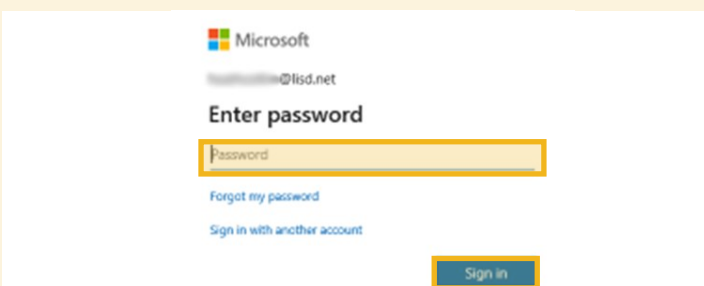 Microsoft
@lisd.net
Enter password
Password
Forgot my password
Sign in with another account
Sign in